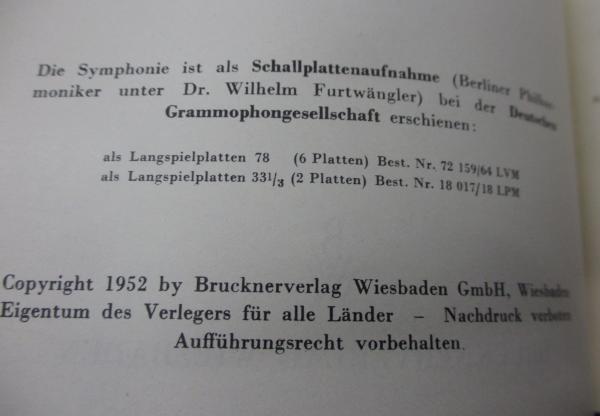 Die Symphonie ist als Schallplattenaufnahme (Berliner Philhar-
moniker unter Dr. Wilhelm Furtwängler) bei der Deutschen
Grammophongesellschaft erschienen:
als Langspielplatten 78 (6 Platten) Best. Nr. 72 159/64 LVM
als Langspielplatten 33 1/3 (2 Platten) Best. Nr. 18 017/18 LPM
Copyright 1952 by Brucknerverlag Wiesbaden GmbH, Wiesbaden
Eigentum des Verlegers für alle Länder – Nachdruck verboten
Aufführungsrecht vorbehalten.